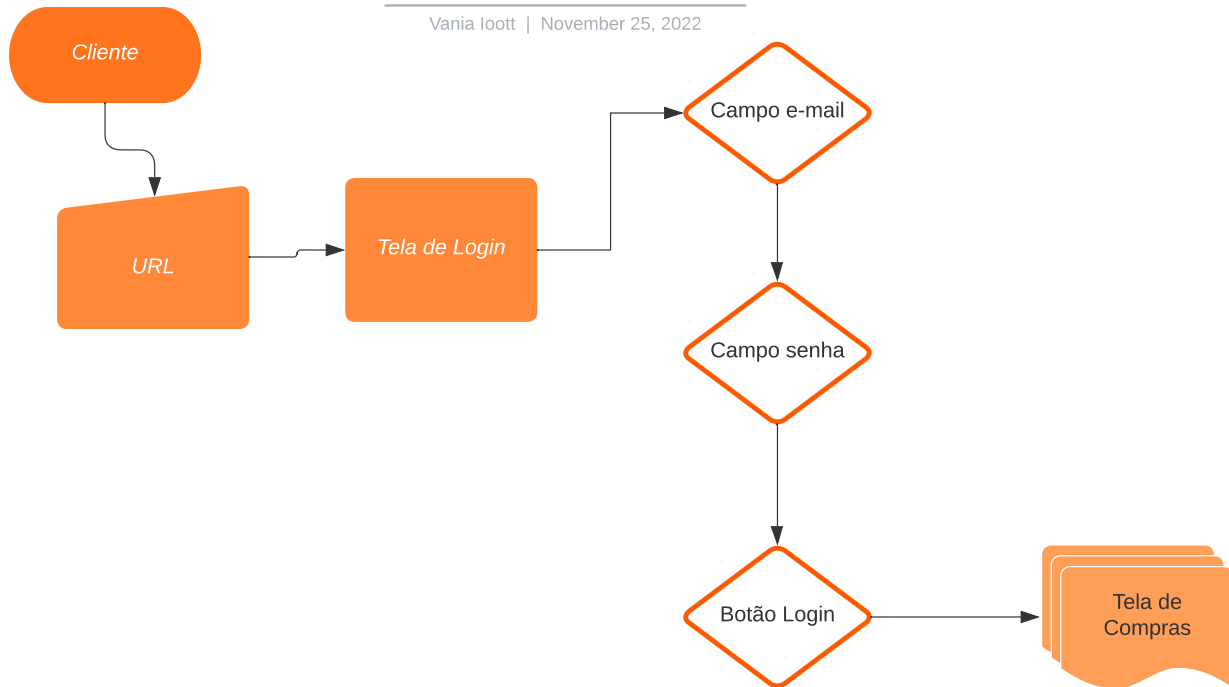 Vania Ioott | November 25, 2022
Cliente
Campo e-mail
Tela de Login
URL
Campo senha
Botão Login
Tela de
Compras